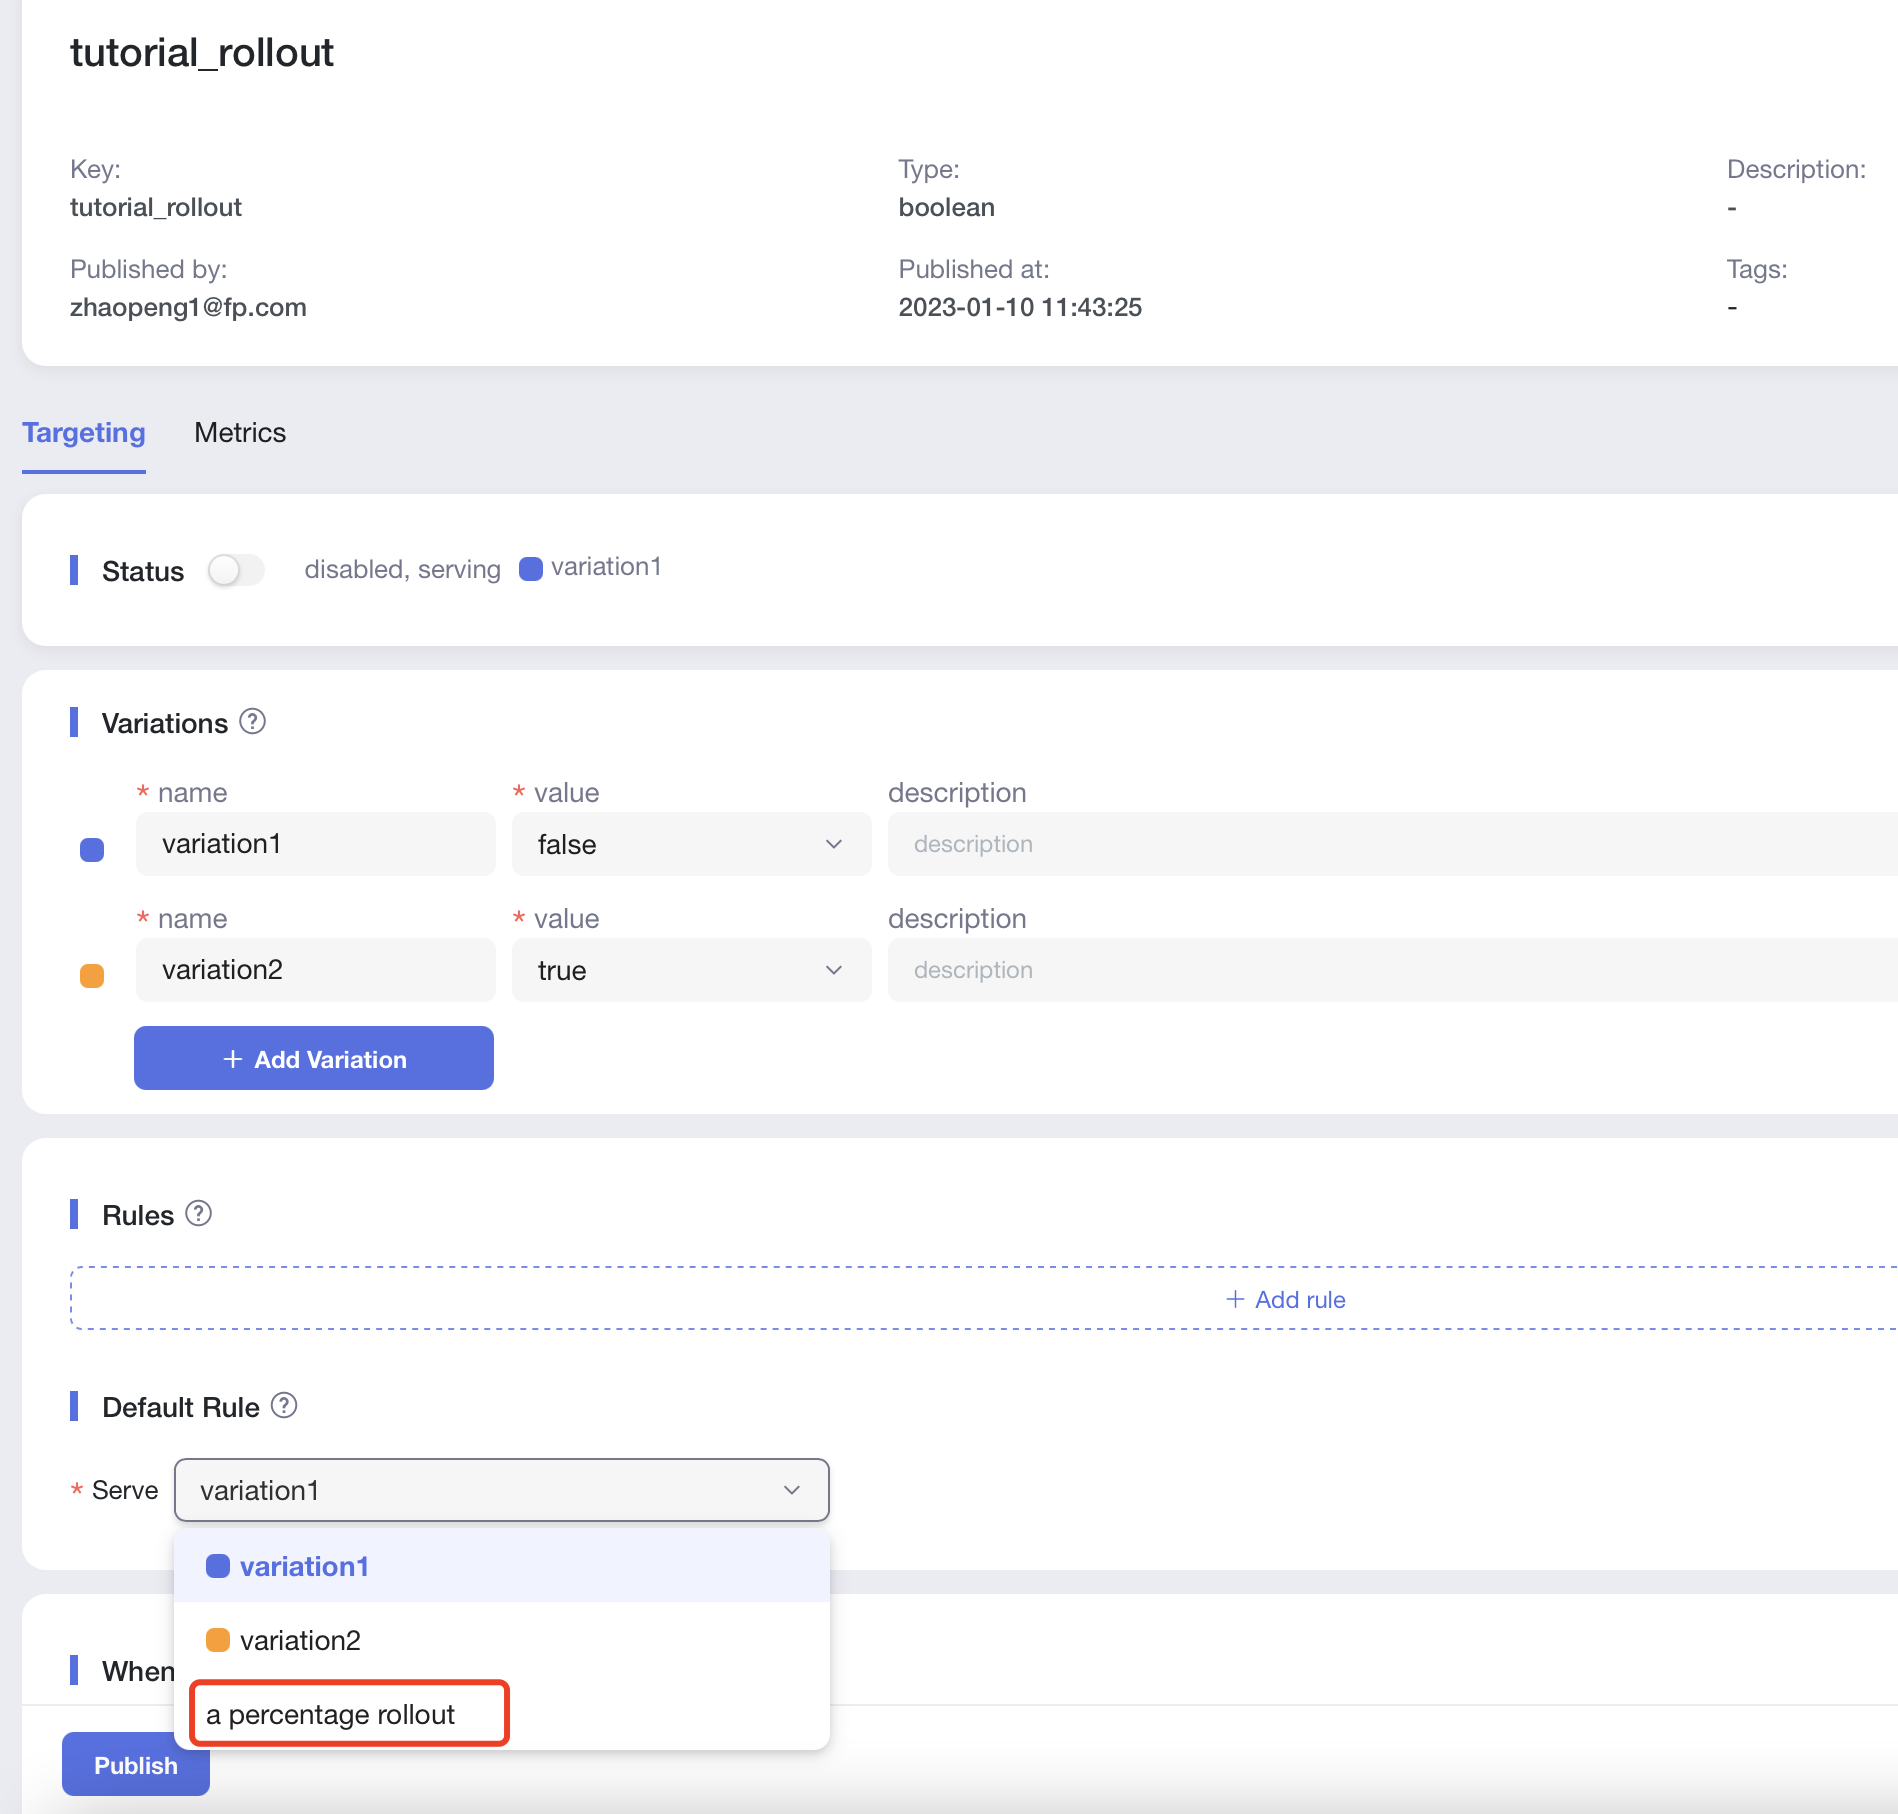 tutorial_rollout
Key:
tutorial_rollout
Type:
boolean
Description:
-
Published by:
zhaopeng1@fp.com
Published at:
2023-01-10 11:43:25
Tags:
-
Targeting Metrics
Status disabled, serving variation1
Variations ?
* name * value description
variation1 false description
* name * value description
variation2 true description
+ Add Variation
Rules ?
+ Add rule
Default Rule ?
* Serve variation1
variation1
variation2
a percentage rollout
When
Publish